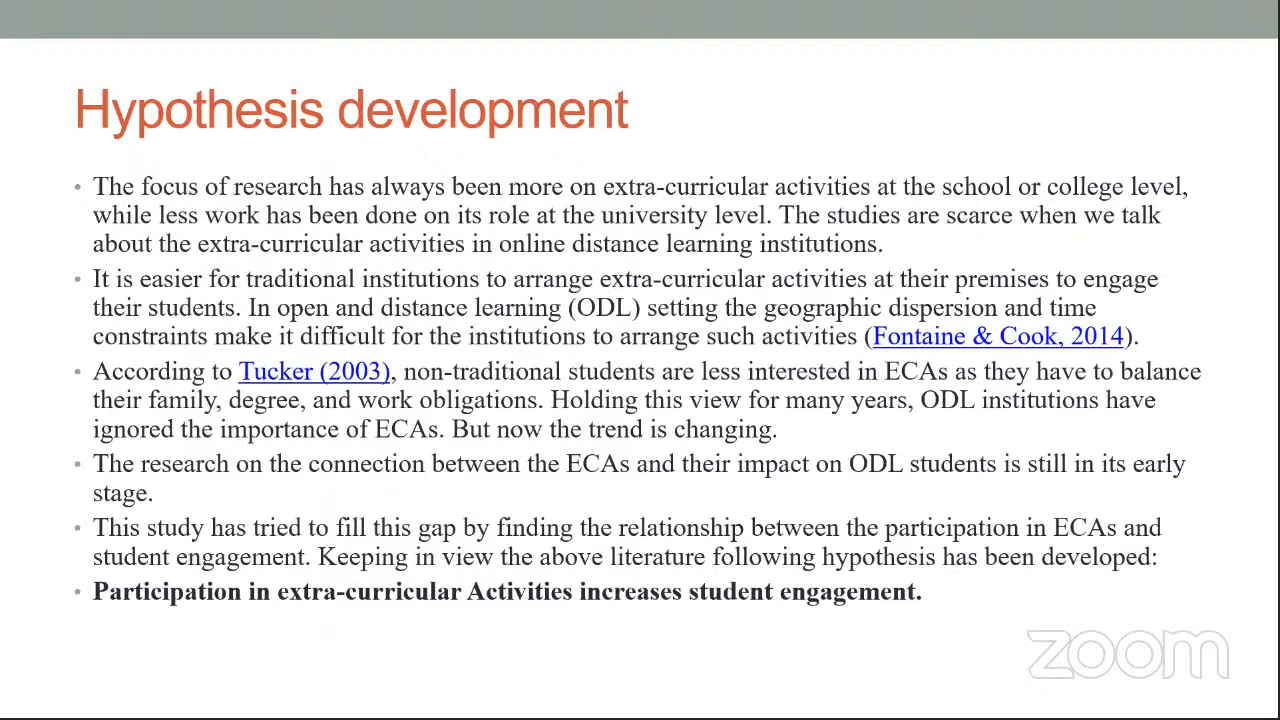 Hypothesis development
• The focus of research has always been more on extra-curricular activities at the school or college level,
while less work has been done on its role at the university level. The studies are scarce when we talk
about the extra-curricular activities in online distance learning institutions.
• It is easier for traditional institutions to arrange extra-curricular activities at their premises to engage
their students. In open and distance learning (ODL) setting the geographic dispersion and time
constraints make it difficult for the institutions to arrange such activities (Fontaine & Cook, 2014).
• According to Tucker (2003), non-traditional students are less interested in ECAs as they have to balance
their family, degree, and work obligations. Holding this view for many years, ODL institutions have
ignored the importance of ECAs. But now the trend is changing.
• The research on the connection between the ECAs and their impact on ODL students is still in its early
stage.
• This study has tried to fill this gap by finding the relationship between the participation in ECAs and
student engagement. Keeping in view the above literature following hypothesis has been developed:
• Participation in extra-curricular Activities increases student engagement.
zoom